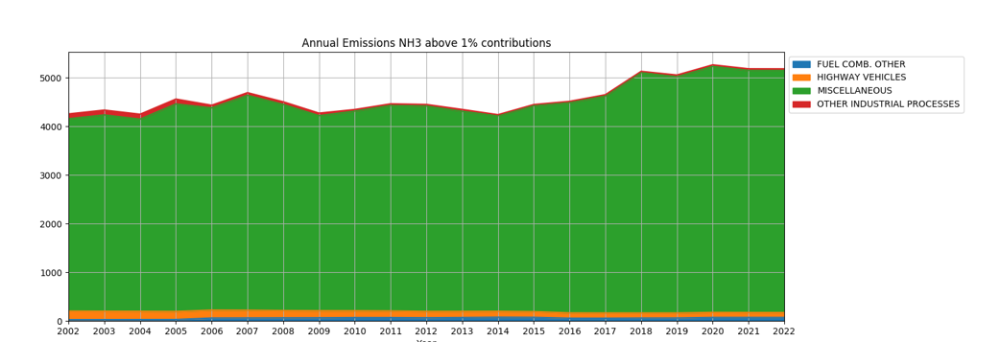 Annual Emissions NH3 above 1% contributions
5000
4000
3000
2000
1000
0
2002 2003 2004 2005 2006 2007 2008 2009 2010 2011 2012 2013 2014 2015 2016 2017 2018 2019 2020 2021 2022
Year
FUEL COMB. OTHER
HIGHWAY VEHICLES
MISCELLANEOUS
OTHER INDUSTRIAL PROCESSES